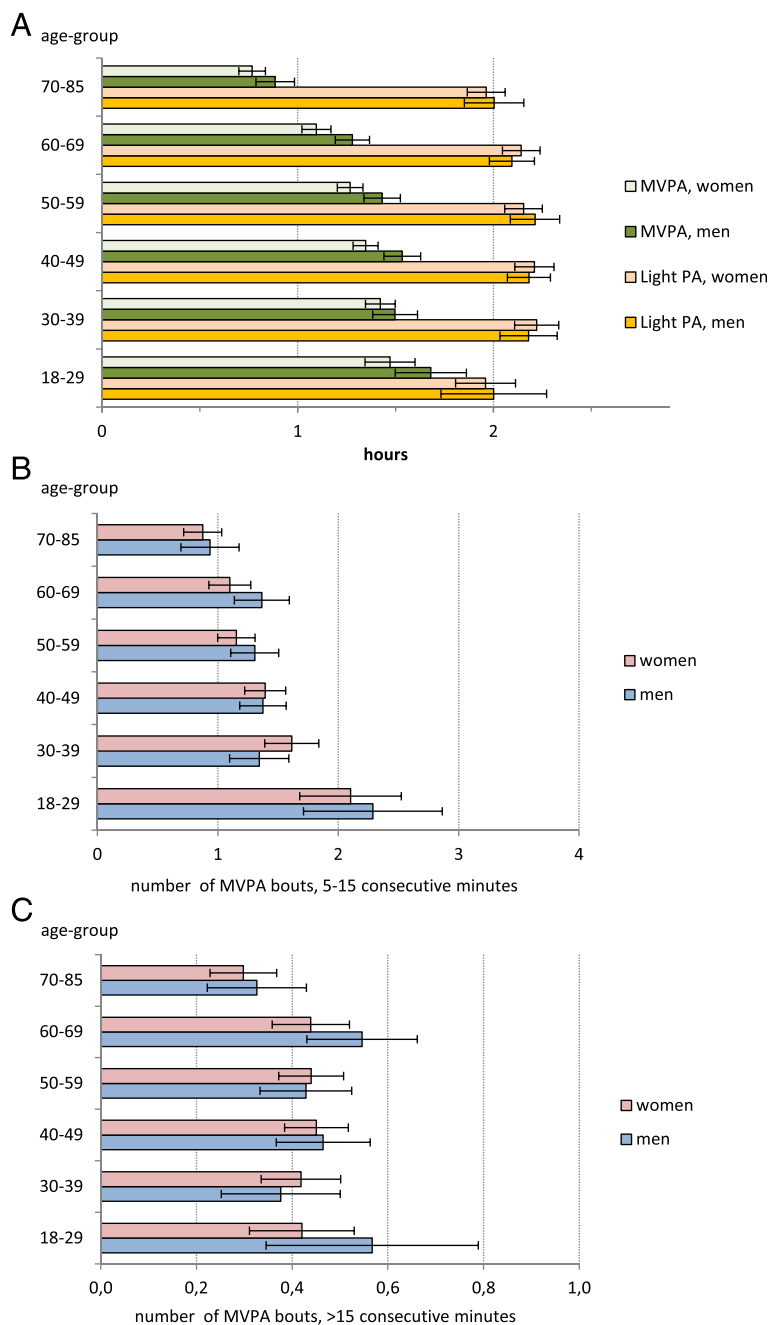 A
age-group
70-85
60-69
50-59
40-49
30-39
18-29
0 1 2
hours
MVPA, women
MVPA, men
Light PA, women
Light PA, men
B
age-group
70-85
60-69
50-59
40-49
30-39
18-29
0 1 2 3 4
number of MVPA bouts, 5-15 consecutive minutes
women
men
C
age-group
70-85
60-69
50-59
40-49
30-39
18-29
0,0 0,2 0,4 0,6 0,8 1,0
number of MVPA bouts, >15 consecutive minutes
women
men